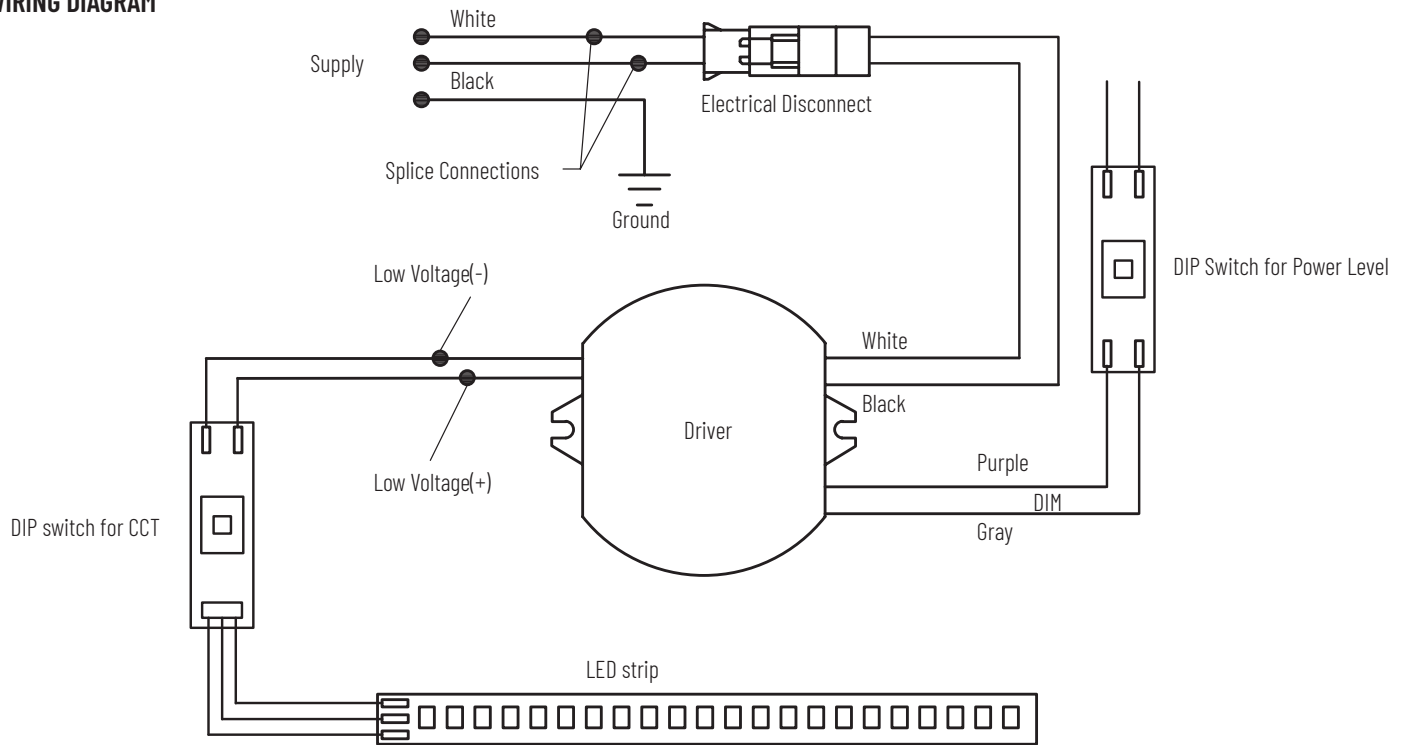 WIRING DIAGRAM
White
Supply
Black
Electrical Disconnect
Splice Connections
Ground
Low Voltage(-)
DIP Switch for Power Level
White
Black
Driver
Purple
Low Voltage(+)
DIM
DIP switch for CCT
Gray
LED strip